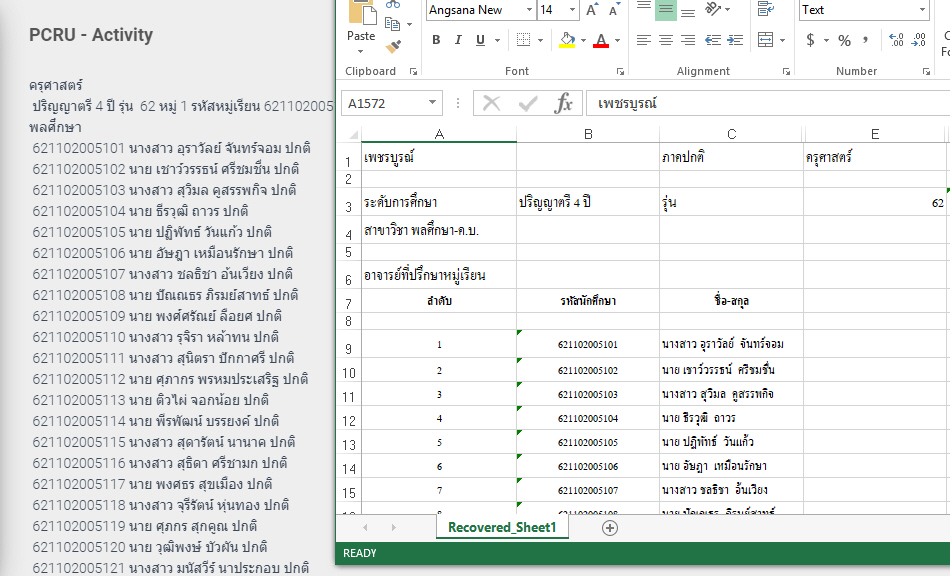 PCRU - Activity
ครุศาสตร์
ปริญญาตรี 4 ปี รุ่น 62 หมู่ 1 รหัสหมู่เรียน 621102005
พลศึกษา
621102005101 นางสาว อุราวัลย์ จันทร์จอม ปกติ
621102005102 นาย เชาว์วรรธน์ ศรีชมชื่น ปกติ
621102005103 นางสาว สุวิมล คูสรรพกิจ ปกติ
621102005104 นาย ธีรวุฒิ ถาวร ปกติ
621102005105 นาย ปฏิพัทธ์ วันแก้ว ปกติ
621102005106 นาย อัษฎา เหมือนรักษา ปกติ
621102005107 นางสาว ชลธิชา อ้นเวียง ปกติ
621102005108 นาย ปัณณธร ภิรมย์สาทธ์ ปกติ
621102005109 นาย พงศ์ศรัณย์ ล้อยศ ปกติ
621102005110 นางสาว รุจิรา หล้าทน ปกติ
621102005111 นางสาว สุนิตรา ปักกาศรี ปกติ
621102005112 นาย ศุภากร พรหมประเสริฐ ปกติ
621102005113 นาย ติวไผ่ จอกน้อย ปกติ
621102005114 นาย พีรพัฒน์ บรรยงค์ ปกติ
621102005115 นางสาว สุดารัตน์ นานาค ปกติ
621102005116 นางสาว สุธิดา ศรีชามก ปกติ
621102005117 นาย พงศธร สุขเมือง ปกติ
621102005118 นางสาว จุรีรัตน์ หุ่นทอง ปกติ
621102005119 นาย ศุภกร สุกคูณ ปกติ
621102005120 นาย วุฒิพงษ์ บัวผัน ปกติ
621102005121 นางสาว มนัสวีร์ นาประกอบ ปกติ
Angsana New 14 A A Text
Paste B I U A $ % ,
Clipboard Font Alignment Number
A1572 fx เพชรบูรณ์
A B C E
1 เพชรบูรณ์ ภาคปกติ ครุศาสตร์
2
3 ระดับการศึกษา ปริญญาตรี 4 ปี รุ่น 62
4 สาขาวิชา พลศึกษา-ค.บ.
5
6 อาจารย์ที่ปรึกษาหมู่เรียน
7 ลำดับ รหัสนักศึกษา ชื่อ-สกุล
8
9 1 621102005101 นางสาว อุราวัลย์ จันทร์จอม
10 2 621102005102 นาย เชาว์วรรธน์ ศรีชมชื่น
11 3 621102005103 นางสาว สุวิมล คูสรรพกิจ
12 4 621102005104 นาย ธีรวุฒิ ถาวร
13 5 621102005105 นาย ปฏิพัทธ์ วันแก้ว
14 6 621102005106 นาย อัษฎา เหมือนรักษา
15 7 621102005107 นางสาว ชลธิชา อ้นเวียง
Recovered_Sheet1
READY